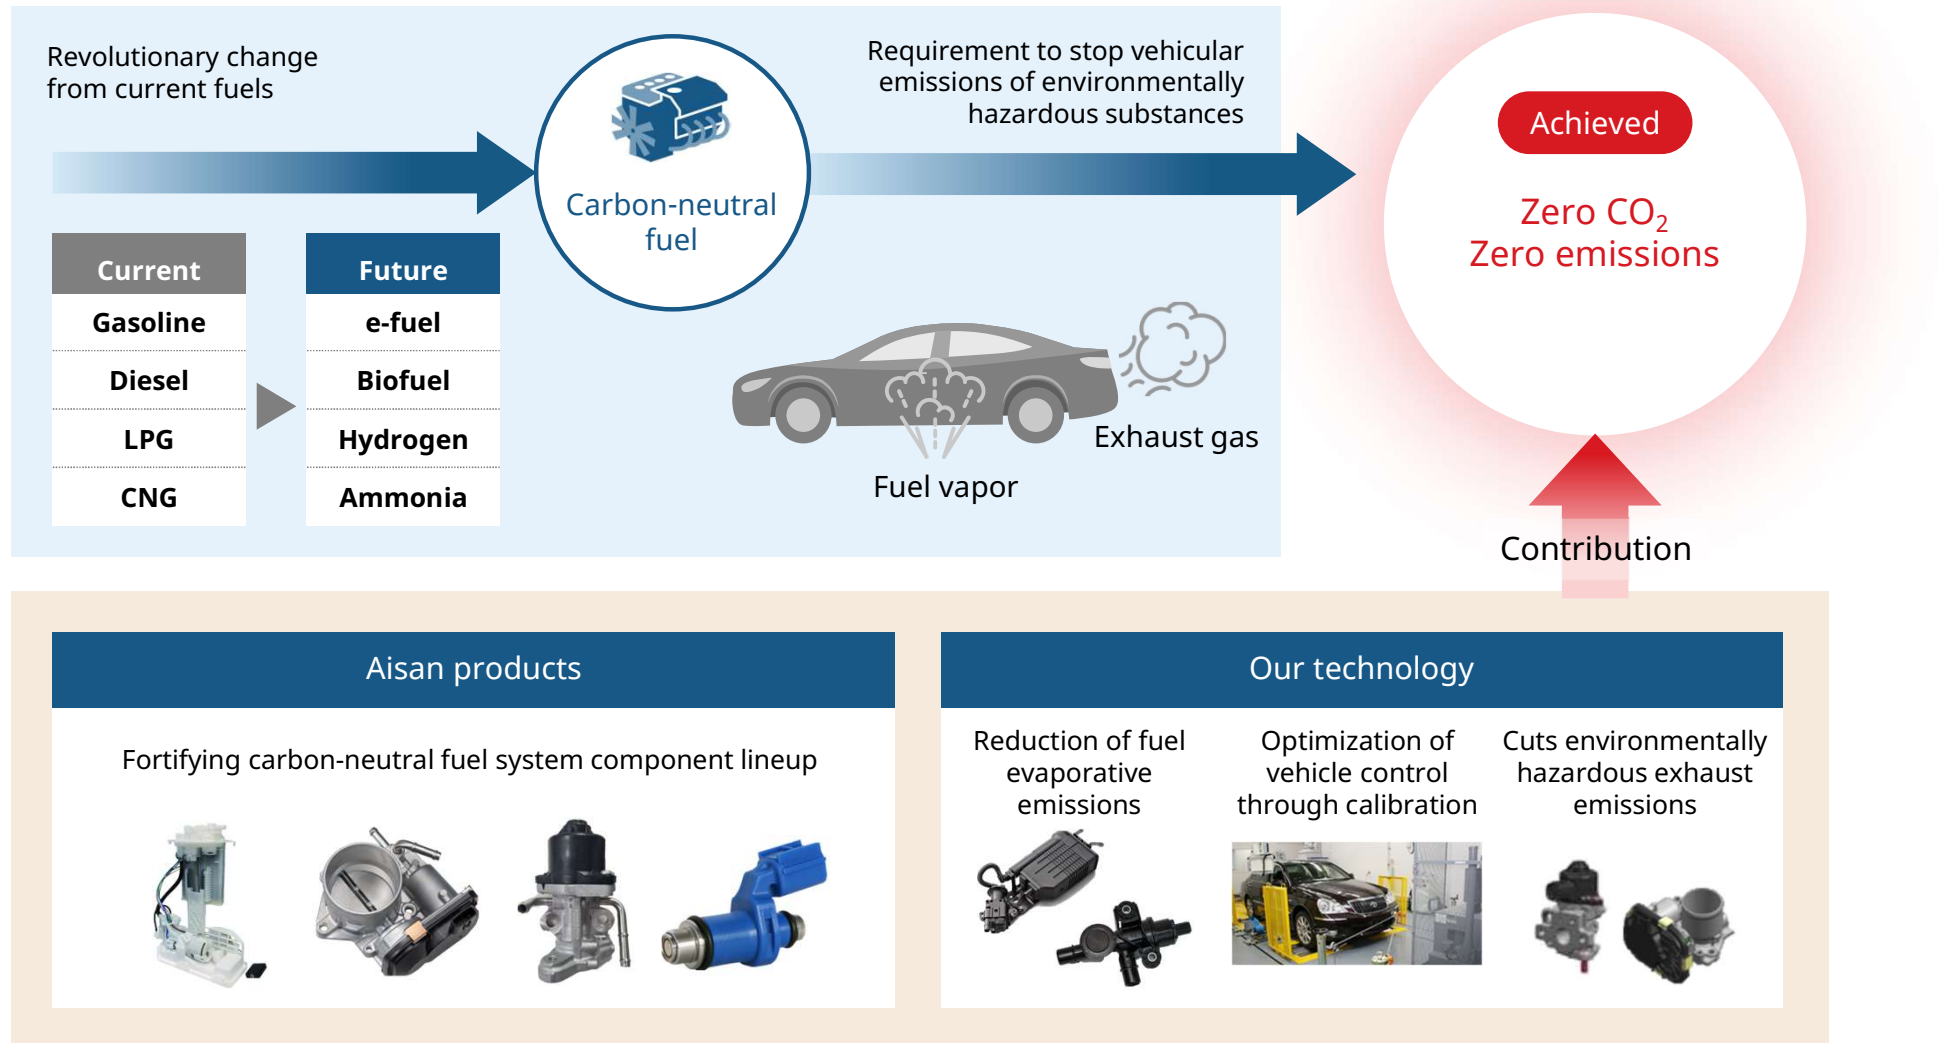 Revolutionary change
from current fuels
Requirement to stop vehicular
emissions of environmentally
hazardous substances
Carbon-neutral
fuel
Achieved
Zero CO₂
Zero emissions
Current
Future
Gasoline
e-fuel
Diesel
Biofuel
LPG
Hydrogen
CNG
Ammonia
Exhaust gas
Fuel vapor
Contribution
Aisan products
Fortifying carbon-neutral fuel system component lineup
Our technology
Reduction of fuel
evaporative
emissions
Optimization of
vehicle control
through calibration
Cuts environmentally
hazardous exhaust
emissions